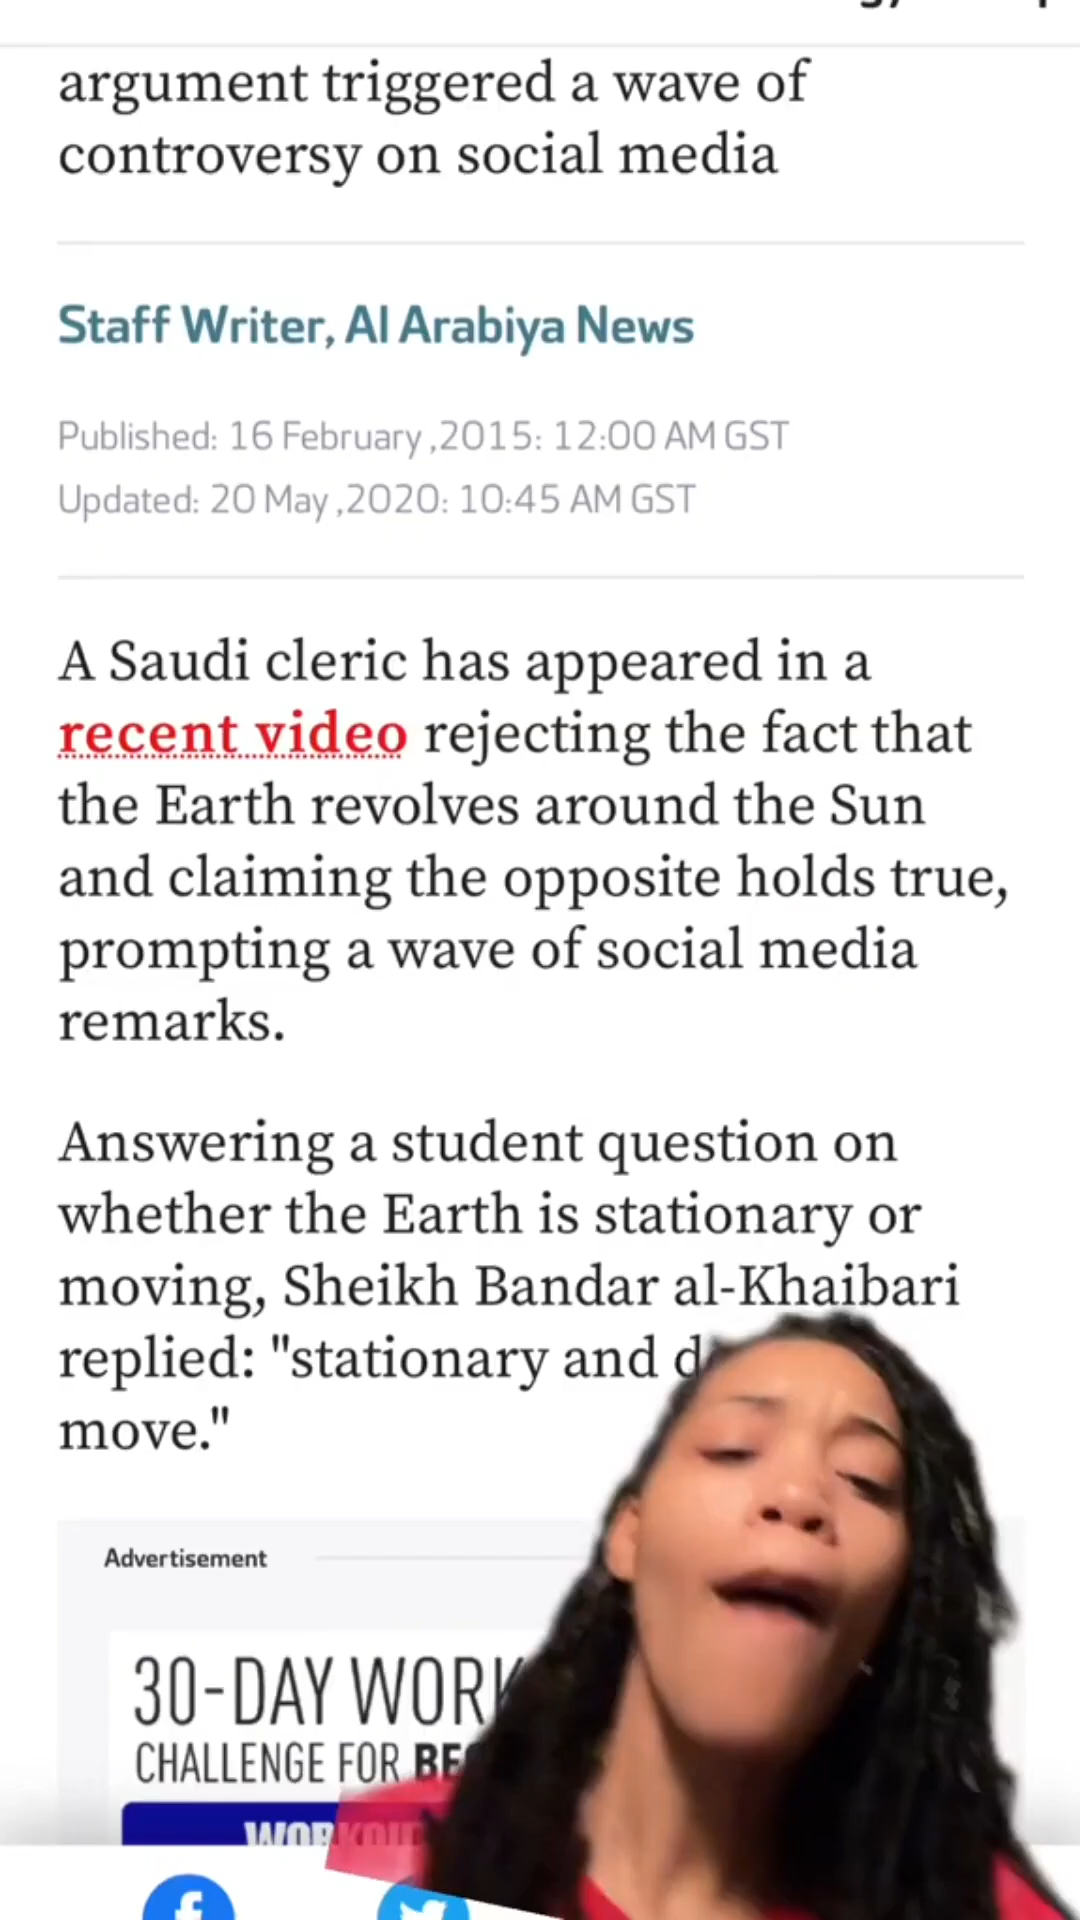 argument triggered a wave of
controversy on social media
Staff Writer, Al Arabiya News
Published: 16 February ,2015: 12:00 AM GST
Updated: 20 May ,2020: 10:45 AM GST
A Saudi cleric has appeared in a
recent video rejecting the fact that
the Earth revolves around the Sun
and claiming the opposite holds true,
prompting a wave of social media
remarks.
Answering a student question on
whether the Earth is stationary or
moving, Sheikh Bandar al-Khaibari
replied: "stationary and
move."
Advertisement
30-DAY
CHALLENGE FOR